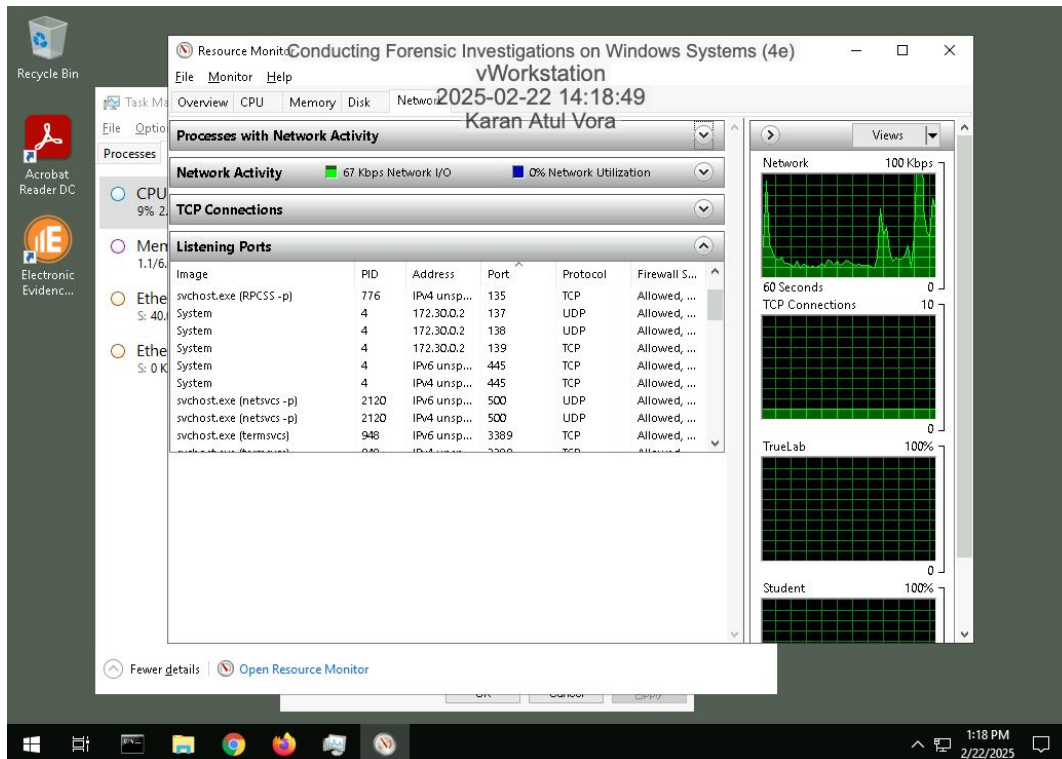 Recycle Bin
Acrobat
Reader DC
Electronic
Evidenc...
Conducting Forensic Investigations on Windows Systems (4e)
vWorkstation
2025-02-22 14:18:49
Karan Atul Vora
Resource Monito
File Monitor Help
Overview CPU Memory Disk Network
Task Ma
File Optio
Processes
CPU
9% 2.
Mem
1.1/6.
Ethe
S: 40.
Ethe
S: 0 K
Processes with Network Activity
Network Activity 67 Kbps Network I/O 0% Network Utilization
TCP Connections
Listening Ports
Image PID Address Port Protocol Firewall S...
svchost.exe (RPCSS -p) 776 IPv4 unsp... 135 TCP Allowed, ...
System 4 172.30.0.2 137 UDP Allowed, ...
System 4 172.30.0.2 138 UDP Allowed, ...
System 4 172.30.0.2 139 TCP Allowed, ...
System 4 IPv6 unsp... 445 TCP Allowed, ...
System 4 IPv4 unsp... 445 TCP Allowed, ...
svchost.exe (netsvcs -p) 2120 IPv6 unsp... 500 UDP Allowed, ...
svchost.exe (netsvcs -p) 2120 IPv4 unsp... 500 UDP Allowed, ...
svchost.exe (termsvcs) 948 IPv6 unsp... 3389 TCP Allowed, ...
Views
Network 100 Kbps
60 Seconds 0
TCP Connections 10
0
TrueLab 100%
0
Student 100%
Fewer details Open Resource Monitor
1:18 PM
2/22/2025